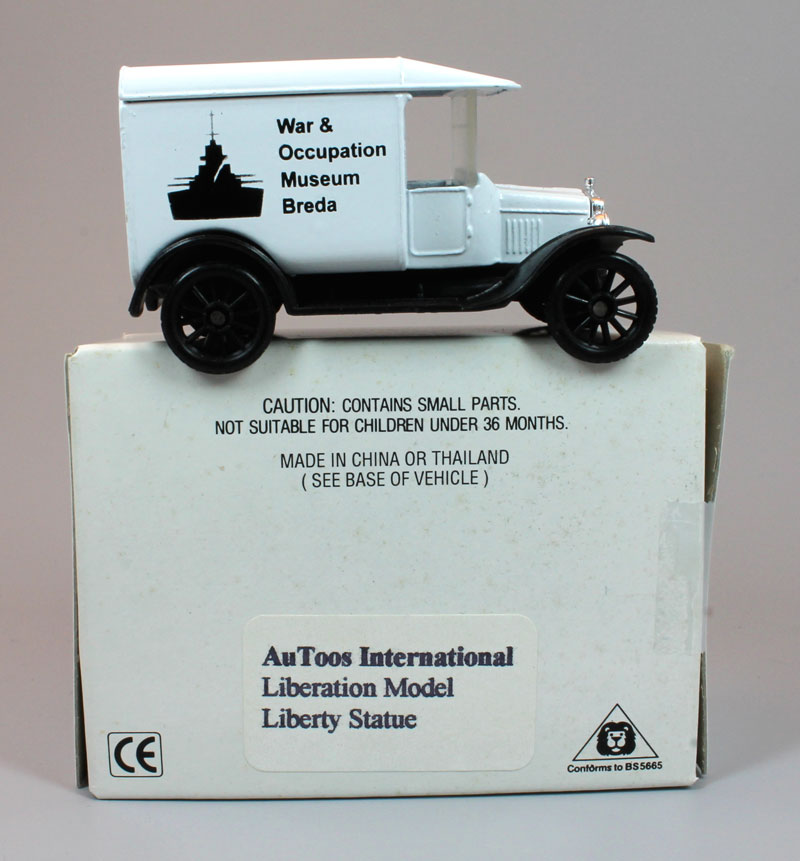 War &
Occupation
Museum
Breda
CAUTION: CONTAINS SMALL PARTS.
NOT SUITABLE FOR CHILDREN UNDER 36 MONTHS.
MADE IN CHINA OR THAILAND
( SEE BASE OF VEHICLE )
AuToos International
Liberation Model
Liberty Statue
CE
Conforms to BS5665